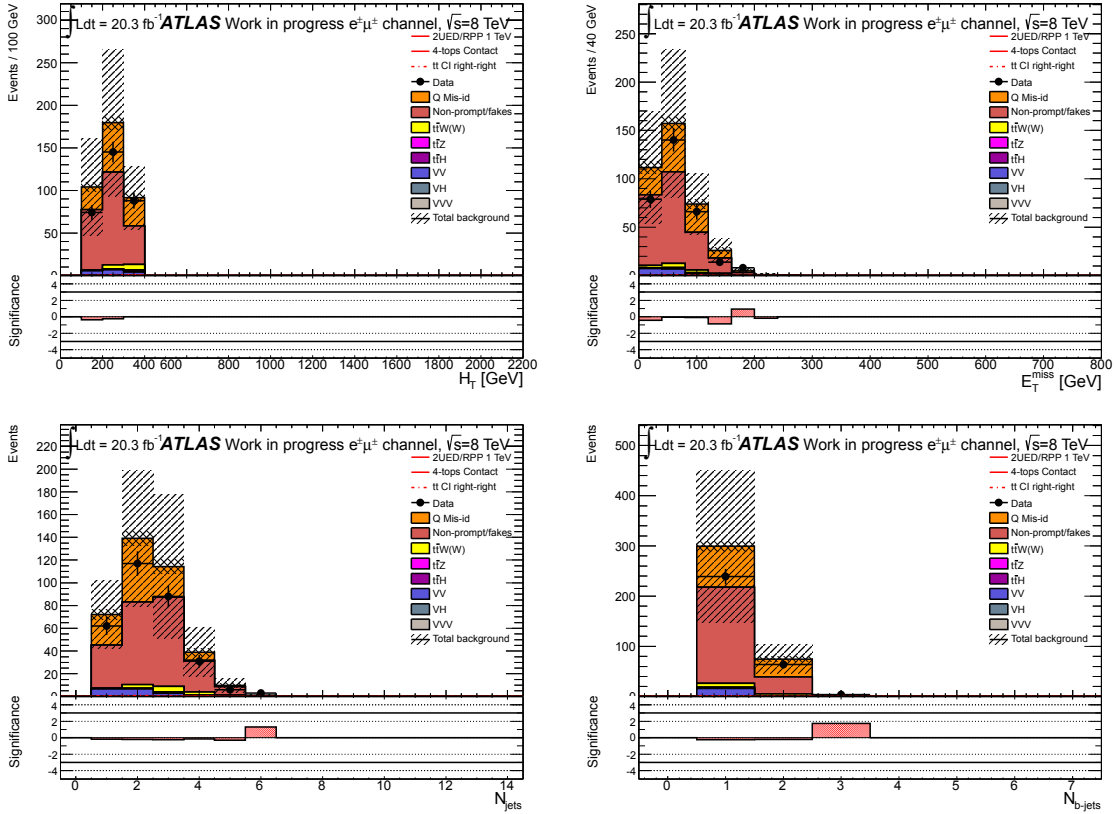 ∫Ldt = 20.3 fb⁻¹ ATLAS Work in progress e±μ± channel, √s=8 TeV
Events / 100 GeV
300
250
200
150
100
50
0
2UED/RPP 1 TeV
4-tops Contact
tt CI right-right
Data
Q Mis-id
Non-prompt/fakes
tt̄W(W)
tt̄Z
tt̄H
VV
VH
VVV
Total background
Significance
4
2
0
-2
-4
0 200 400 600 800 1000 1200 1400 1600 1800 2000 2200
H_T [GeV]
∫Ldt = 20.3 fb⁻¹ ATLAS Work in progress e±μ± channel, √s=8 TeV
Events / 40 GeV
250
200
150
100
50
0
2UED/RPP 1 TeV
4-tops Contact
tt CI right-right
Data
Q Mis-id
Non-prompt/fakes
tt̄W(W)
tt̄Z
tt̄H
VV
VH
VVV
Total background
Significance
4
2
0
-2
-4
0 100 200 300 400 500 600 700 800
E_T^miss [GeV]
∫Ldt = 20.3 fb⁻¹ ATLAS Work in progress e±μ± channel, √s=8 TeV
Events
220
200
180
160
140
120
100
80
60
40
20
0
2UED/RPP 1 TeV
4-tops Contact
tt CI right-right
Data
Q Mis-id
Non-prompt/fakes
tt̄W(W)
tt̄Z
tt̄H
VV
VH
VVV
Total background
Significance
4
2
0
-2
-4
0 2 4 6 8 10 12 14
N_jets
∫Ldt = 20.3 fb⁻¹ ATLAS Work in progress e±μ± channel, √s=8 TeV
Events
500
400
300
200
100
0
2UED/RPP 1 TeV
4-tops Contact
tt CI right-right
Data
Q Mis-id
Non-prompt/fakes
tt̄W(W)
tt̄Z
tt̄H
VV
VH
VVV
Total background
Significance
4
2
0
-2
-4
0 1 2 3 4 5 6 7
N_b-jets